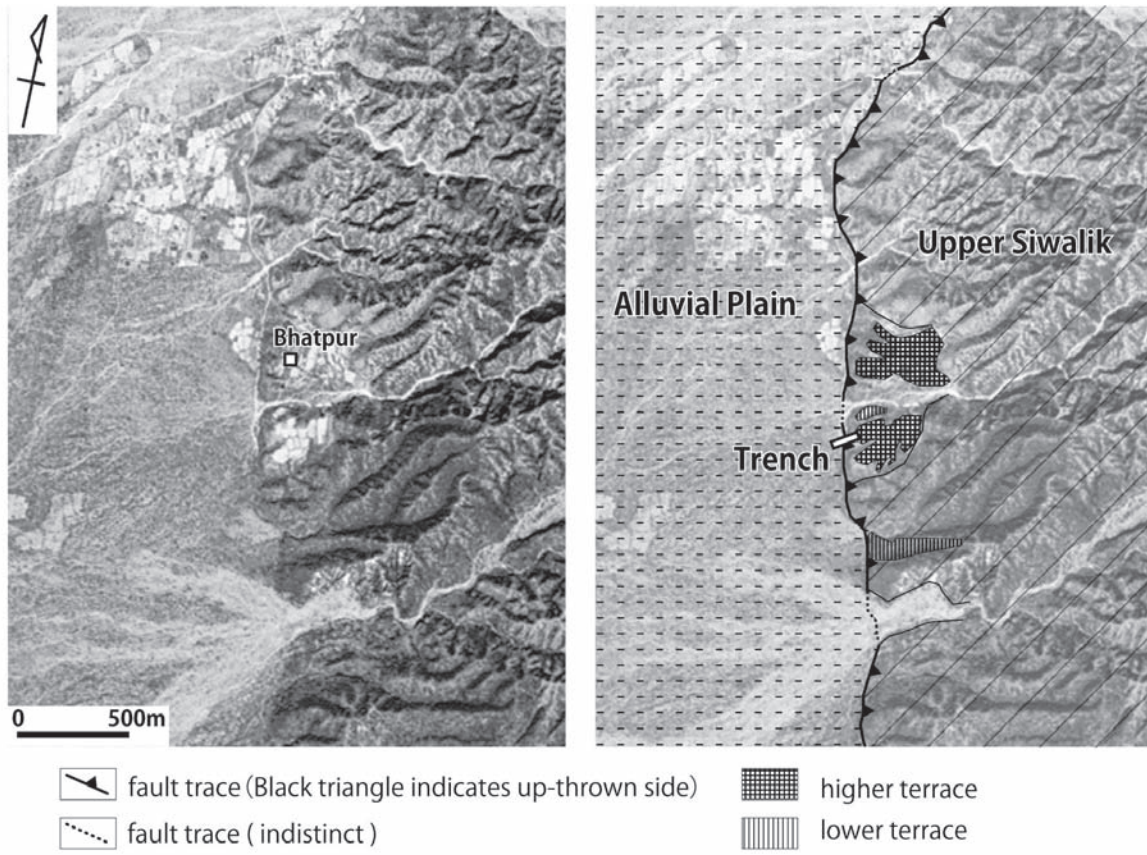 Bhatpur
0 500m
Upper Siwalik
Alluvial Plain
Trench
fault trace (Black triangle indicates up-thrown side)
fault trace ( indistinct )
higher terrace
lower terrace